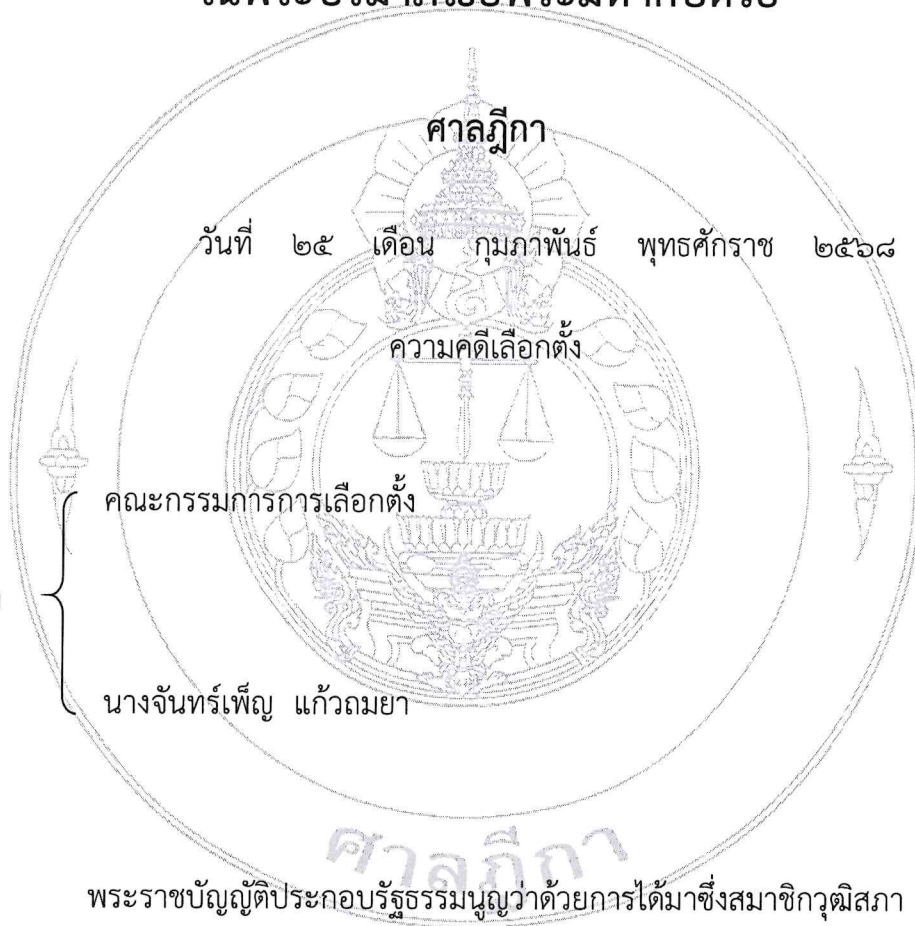 ศาลฎีกา
วันที่ ๒๕ เดือน กุมภาพันธ์ พุทธศักราช ๒๕๖๘
ความคดีเลือกตั้ง
คณะกรรมการการเลือกตั้ง
นางจันทร์เพ็ญ แก้วถมยา
ศาลฎีกา
พระราชบัญญัติประกอบรัฐธรรมนูญว่าด้วยการได้มาซึ่งสมาชิกวุฒิสภา